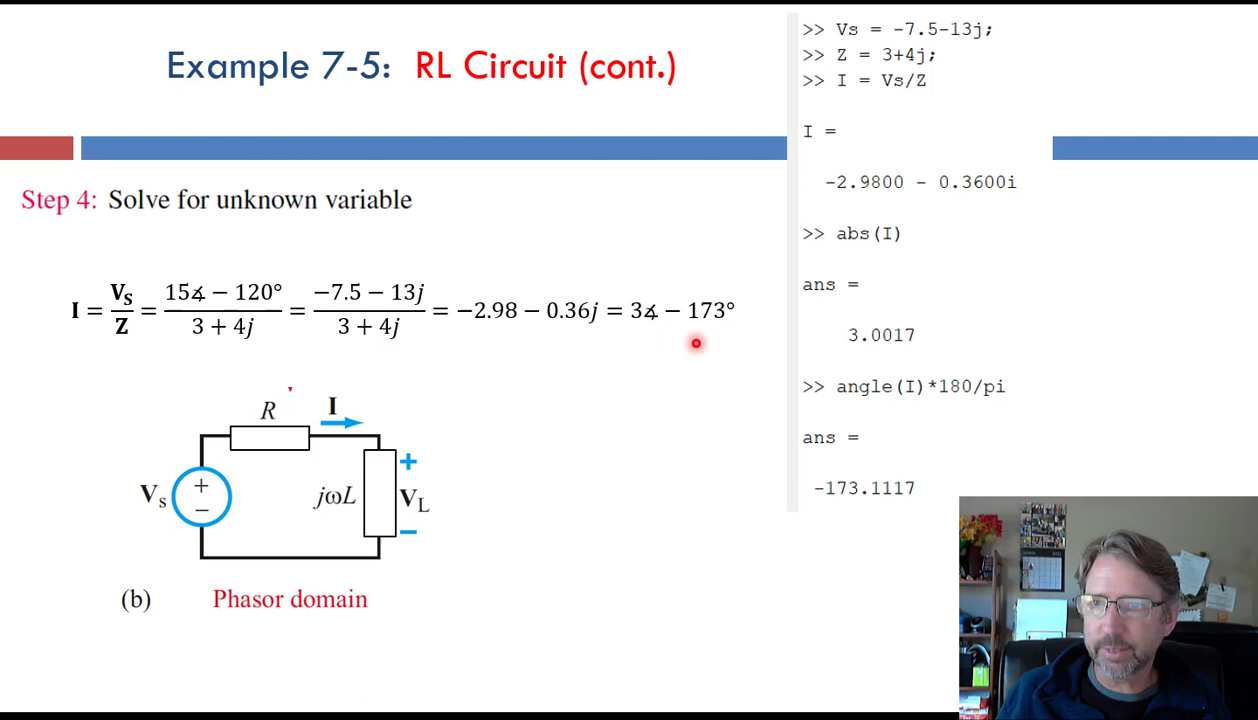 Example 7-5: RL Circuit (cont.)
Step 4: Solve for unknown variable
I = Vs/Z = 15∡ − 120°/3 + 4j = −7.5 − 13j/3 + 4j = −2.98 − 0.36j = 3∡ − 173°
R
I
+
−
Vs
jωL
+
VL
−
(b) Phasor domain
>> Vs = -7.5-13j;
>> Z = 3+4j;
>> I = Vs/Z
I =
-2.9800 - 0.3600i
>> abs(I)
ans =
3.0017
>> angle(I)*180/pi
ans =
-173.1117